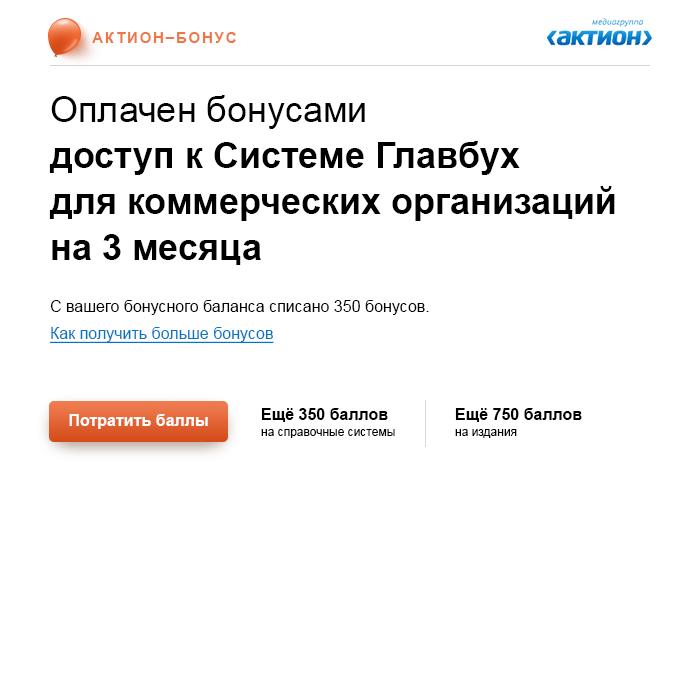 АКТИОН–БОНУС
медиагруппа
актион
Оплачен бонусами
доступ к Системе Главбух
для коммерческих организаций
на 3 месяца
С вашего бонусного баланса списано 350 бонусов.
Как получить больше бонусов
Потратить баллы
Ещё 350 баллов
на справочные системы
Ещё 750 баллов
на издания